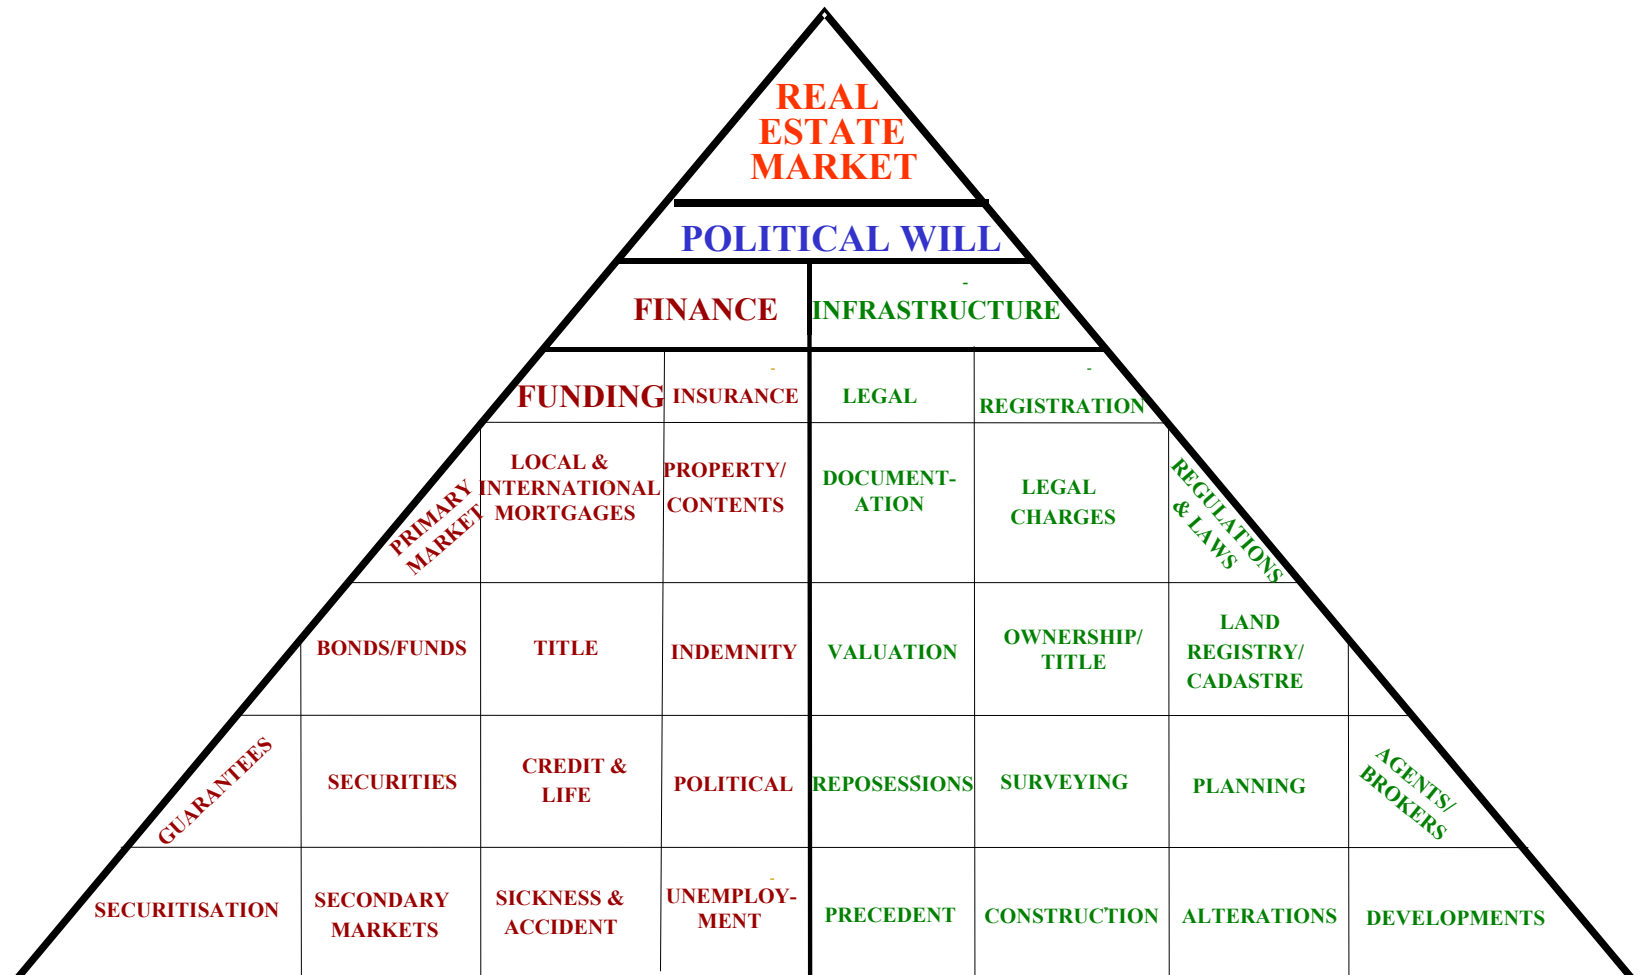 REAL
ESTATE
MARKET
POLITICAL WILL
FINANCE
INFRASTRUCTURE
FUNDING
INSURANCE
LEGAL
REGISTRATION
PRIMARY
MARKET
LOCAL &
INTERNATIONAL
MORTGAGES
PROPERTY/
CONTENTS
DOCUMENT-
ATION
LEGAL
CHARGES
REGULATIONS
& LAWS
BONDS/FUNDS
TITLE
INDEMNITY
VALUATION
OWNERSHIP/
TITLE
LAND
REGISTRY/
CADASTRE
GUARANTEES
SECURITIES
CREDIT &
LIFE
POLITICAL
REPOSESSIONS
SURVEYING
PLANNING
AGENTS/
BROKERS
SECURITISATION
SECONDARY
MARKETS
SICKNESS &
ACCIDENT
UNEMPLOY-
MENT
PRECEDENT
CONSTRUCTION
ALTERATIONS
DEVELOPMENTS